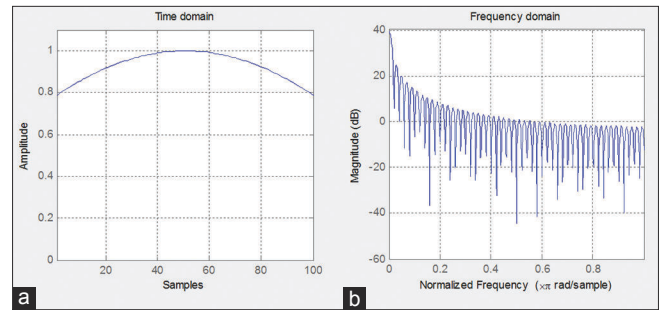 Time domain
1
0.8
0.6
0.4
0.2
0
0
20
40
60
80
100
Amplitude
Samples
a
Frequency domain
40
20
0
-20
-40
-60
0
0.2
0.4
0.6
0.8
Magnitude (dB)
Normalized Frequency (×π rad/sample)
b